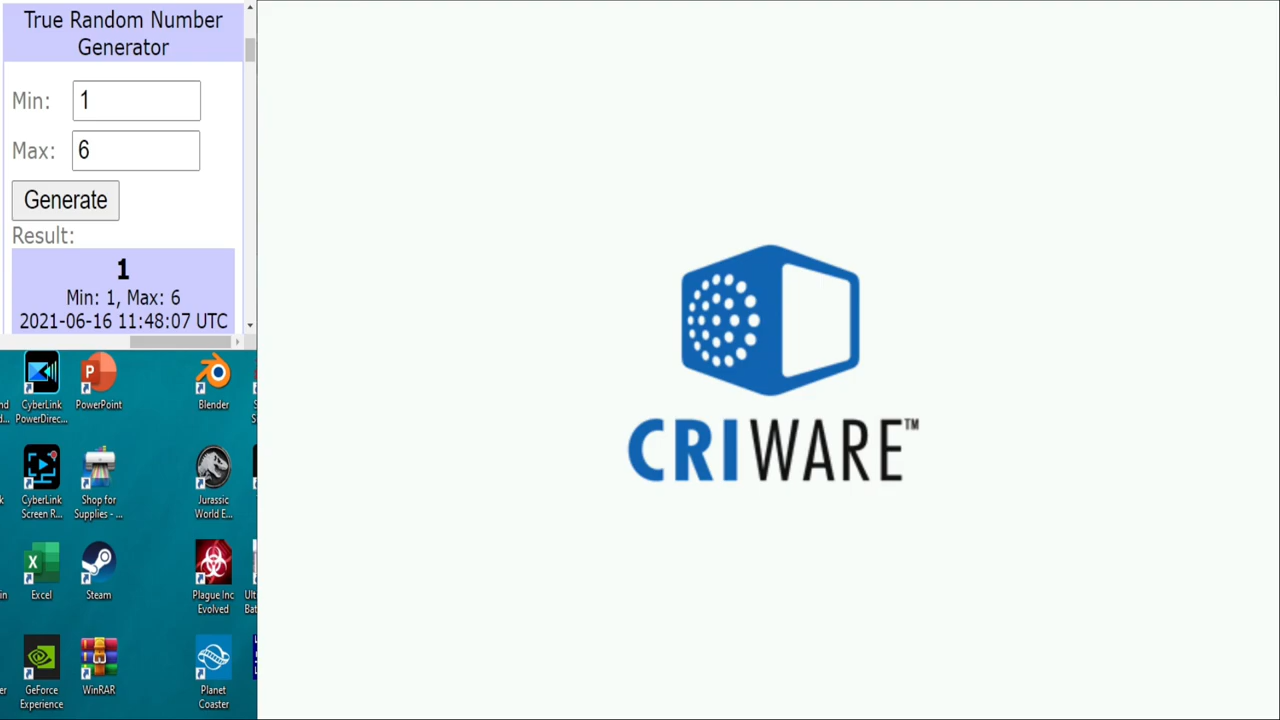 True Random Number
Generator
Min: 1
Max: 6
Generate
Result:
1
Min: 1, Max: 6
2021-06-16 11:48:07 UTC
CRIWARE™
CyberLink
PowerDirec...
PowerPoint
Blender
CyberLink
Screen R...
Shop for
Supplies - ...
Jurassic
World E...
Excel
Steam
Plague Inc
Evolved
GeForce
Experience
WinRAR
Planet
Coaster